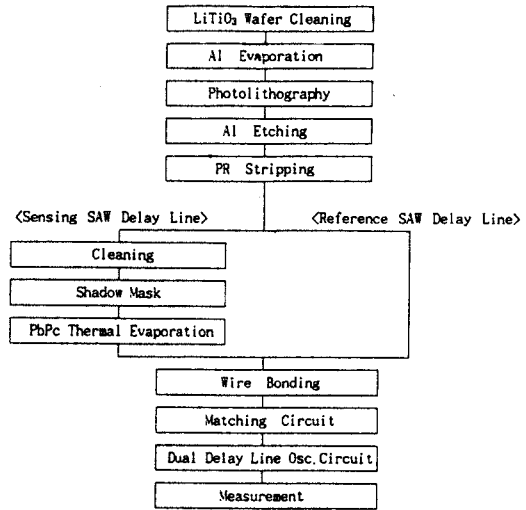 LiTiO₃ Wafer Cleaning
Al Evaporation
Photolithography
Al Etching
PR Stripping
<Sensing SAW Delay Line>
<Reference SAW Delay Line>
Cleaning
Shadow Mask
PbPc Thermal Evaporation
Wire Bonding
Matching Circuit
Dual Delay Line Osc. Circuit
Measurement